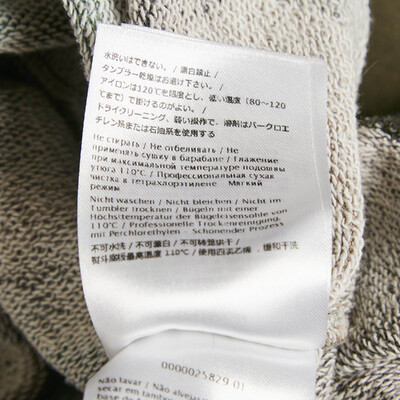 水洗いはできない。/ 漂白禁止 /
タンブラー乾燥はお避け下さい。/
アイロンは120℃を限度とし、低い温度（80～120
℃まで）で掛けるのがよい。/
ドライクリーニング、弱い操作で、溶剤はパークロエ
チレン系または石油系を使用する
Не стирать / Не отбеливать / Не
применять сушку в барабане / Глажение
при максимальной температуре подошвы
утюга 110°C / Профессиональная сухая
чистка в тетрахлорэтилене Мягкий
режим
Nicht waschen / Nicht bleichen / Nicht im
Tumbler trocknen / Bügeln mit einer
Höchstemperatur der Bügeleisensohle von
110°C / Professionelle Trockenreinigung
mit Perchlorethylen - Schonender Prozess
不可水洗 / 不可漂白 / 不可转笼烘干 /
熨斗底板最高温度 110℃ / 使用四氯乙烯，缓和干洗
0000025829 01
Não lavar / Não alvejar
secar em
base de